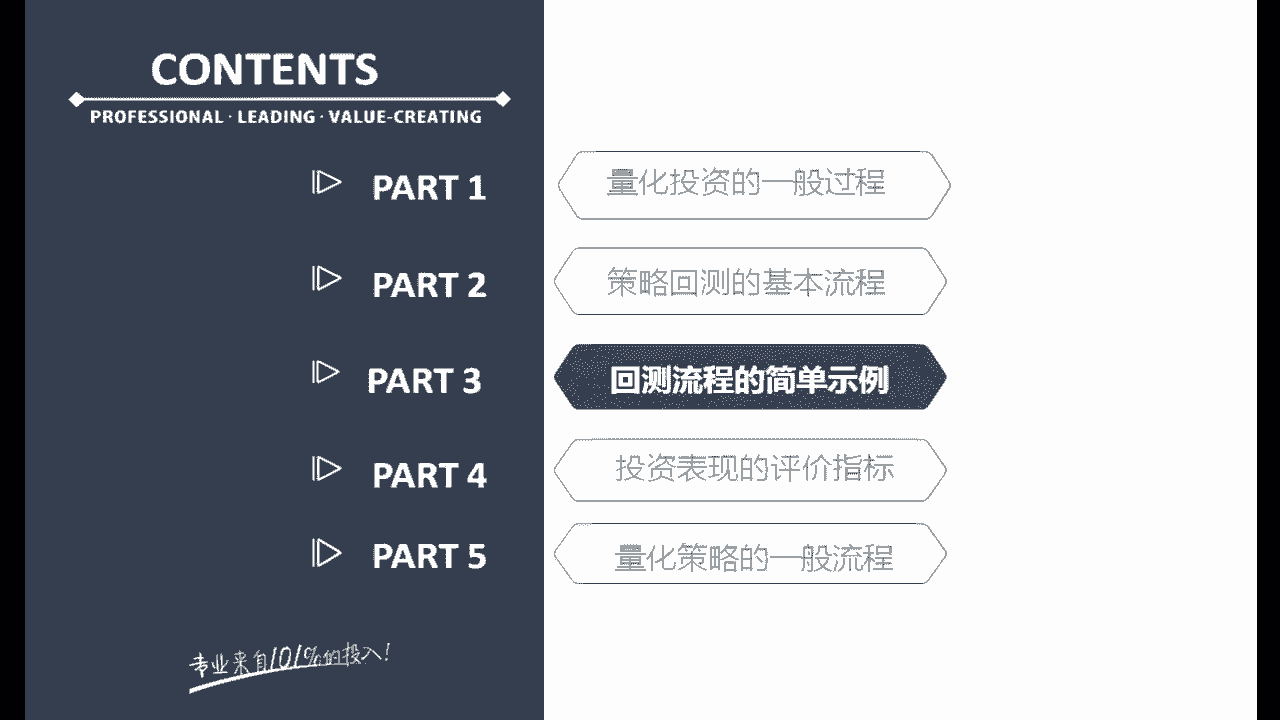 CONTENTS
PROFESSIONAL · LEADING · VALUE-CREATING
PART 1
量化投资的一般过程
PART 2
策略回测的基本流程
PART 3
回测流程的简单示例
PART 4
投资表现的评价指标
PART 5
量化策略的一般流程
专业来自101%的投入!